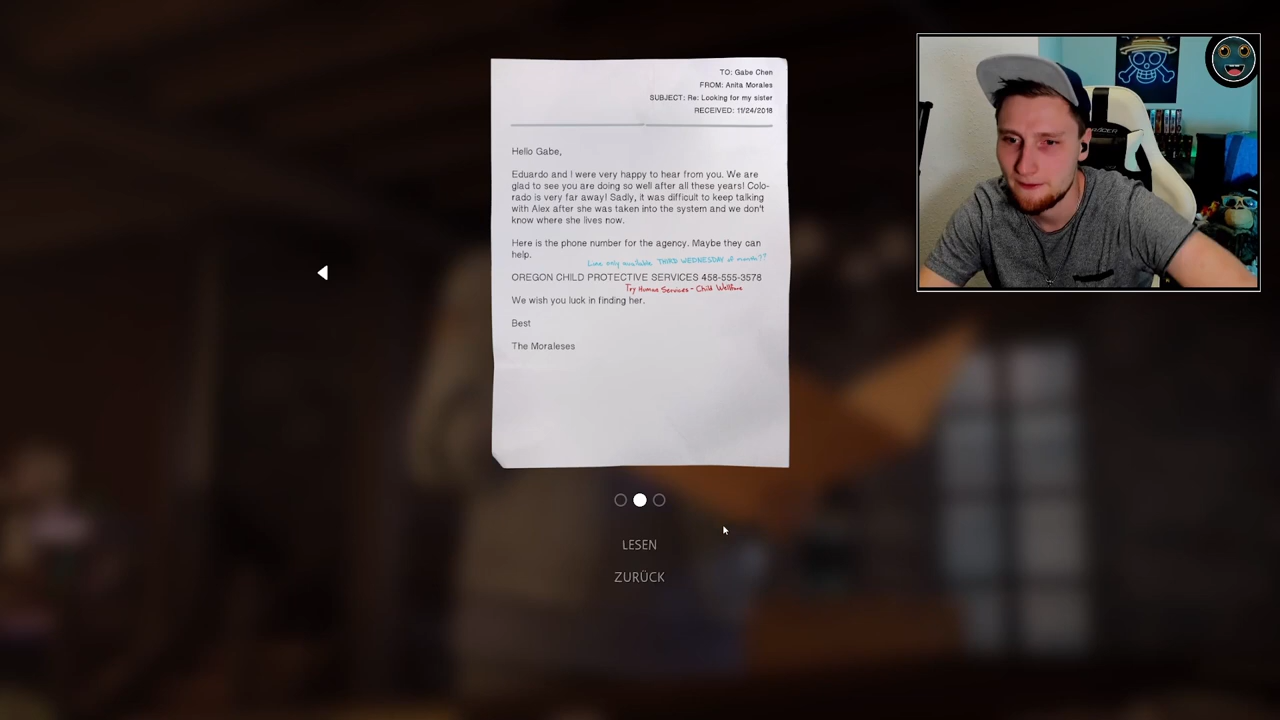 TO: Gabe Chen
FROM: Anita Morales
SUBJECT: Re: Looking for my sister
RECEIVED: 11/24/2018
Hello Gabe,
Eduardo and I were very happy to hear from you. We are
glad to see you are doing so well after all these years! Colo-
rado is very far away! Sadly, it was difficult to keep talking
with Alex after she was taken into the system and we don't
know where she lives now.
Here is the phone number for the agency. Maybe they can
help.
Line only available THIRD WEDNESDAY of month??
OREGON CHILD PROTECTIVE SERVICES 458-555-3578
Try Human Services - Child Welfare
We wish you luck in finding her.
Best
The Moraleses
LESEN
ZURÜCK